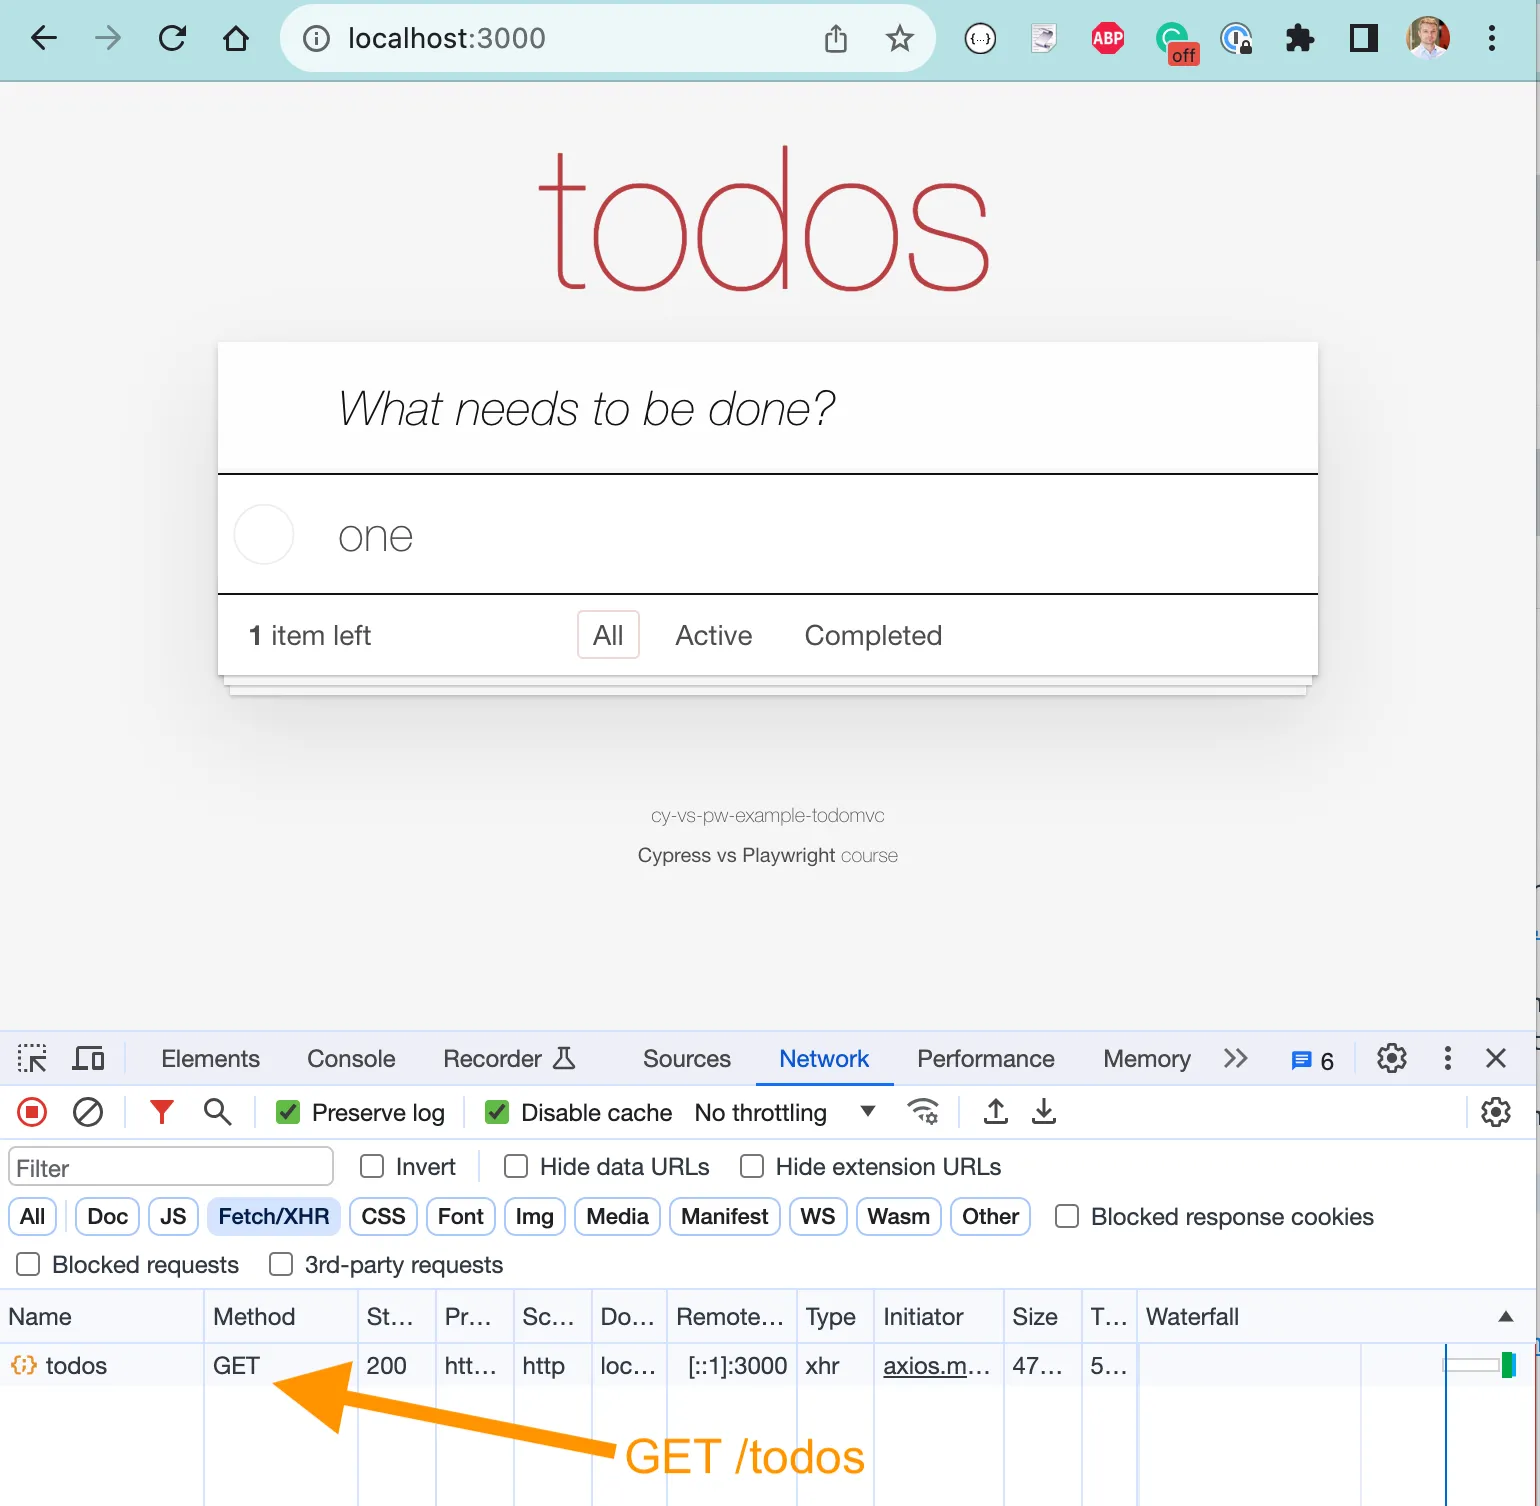 localhost:3000
{...}
ABP
off
todos
What needs to be done?
one
1 item left All Active Completed
cy-vs-pw-example-todomvc
Cypress vs Playwright course
Elements Console Recorder Sources Network Performance Memory 6
Preserve log Disable cache No throttling
Filter Invert Hide data URLs Hide extension URLs
All Doc JS Fetch/XHR CSS Font Img Media Manifest WS Wasm Other Blocked response cookies
Blocked requests 3rd-party requests
Name Method St... Pr... Sc... Do... Remote... Type Initiator Size T... Waterfall
todos GET 200 htt... http loc... [::1]:3000 xhr axios.m... 47... 5...
GET /todos